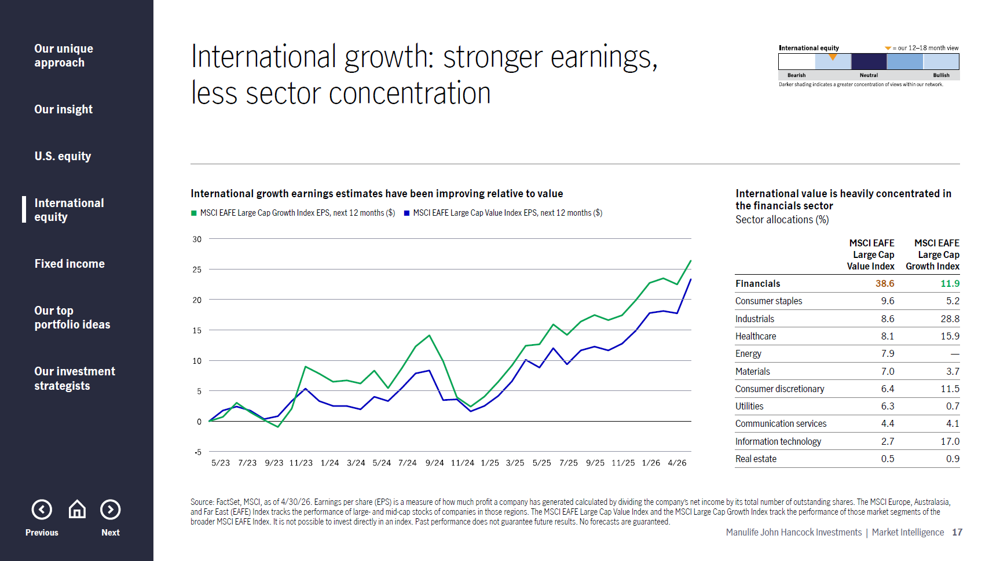 Our unique
approach
Our insight
U.S. equity
International
equity
Fixed income
Our top
portfolio ideas
Our investment
strategists
Previous
Next
International growth: stronger earnings,
less sector concentration
International equity
= our 12–18 month view
Bearish Neutral Bullish
Darker shading indicates a greater concentration of views within our network.
International growth earnings estimates have been improving relative to value
MSCI EAFE Large Cap Growth Index EPS, next 12 months ($) MSCI EAFE Large Cap Value Index EPS, next 12 months ($)
30
25
20
15
10
5
0
-5
5/23 7/23 9/23 11/23 1/24 3/24 5/24 7/24 9/24 11/24 1/25 3/25 5/25 7/25 9/25 11/25 1/26 4/26
International value is heavily concentrated in
the financials sector
Sector allocations (%)
MSCI EAFE MSCI EAFE
Large Cap Large Cap
Value Index Growth Index
Financials 38.6 11.9
Consumer staples 9.6 5.2
Industrials 8.6 28.8
Healthcare 8.1 15.9
Energy 7.9 —
Materials 7.0 3.7
Consumer discretionary 6.4 11.5
Utilities 6.3 0.7
Communication services 4.4 4.1
Information technology 2.7 17.0
Real estate 0.5 0.9
Source: FactSet, MSCI, as of 4/30/26. Earnings per share (EPS) is a measure of how much profit a company has generated calculated by dividing the company's net income by its total number of outstanding shares. The MSCI Europe, Australasia,
and Far East (EAFE) Index tracks the performance of large- and mid-cap stocks of companies in those regions. The MSCI EAFE Large Cap Value Index and the MSCI Large Cap Growth Index track the performance of those market segments of the
broader MSCI EAFE Index. It is not possible to invest directly in an index. Past performance does not guarantee future results. No forecasts are guaranteed.
Manulife John Hancock Investments | Market Intelligence 17